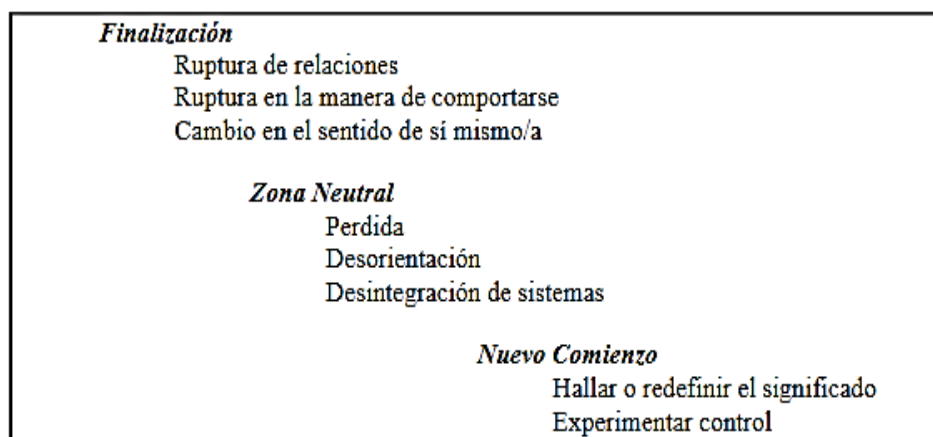 Finalización
Ruptura de relaciones
Ruptura en la manera de comportarse
Cambio en el sentido de sí mismo/a
Zona Neutral
Perdida
Desorientación
Desintegración de sistemas
Nuevo Comienzo
Hallar o redefinir el significado
Experimentar control